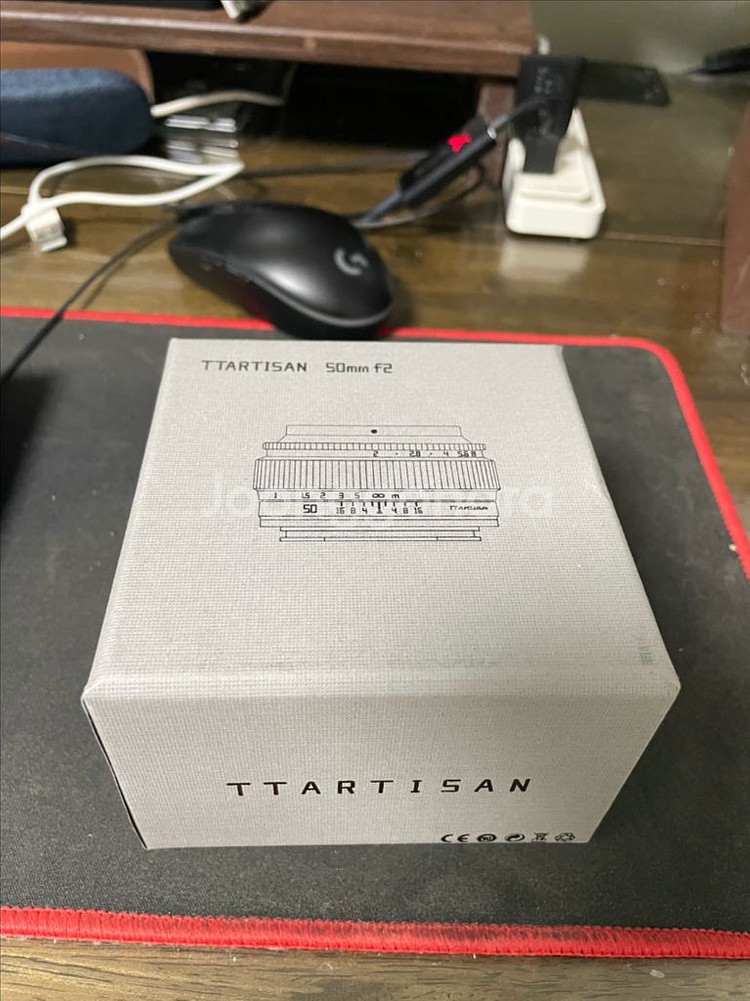 TTARTISAN 50mm f2
2 · 2.8 · 4 5.6 8
1 1.5 2 3 5 ∞ m
50 16 8 4 4 8 16 TTARTISAN
TTARTISAN
CE